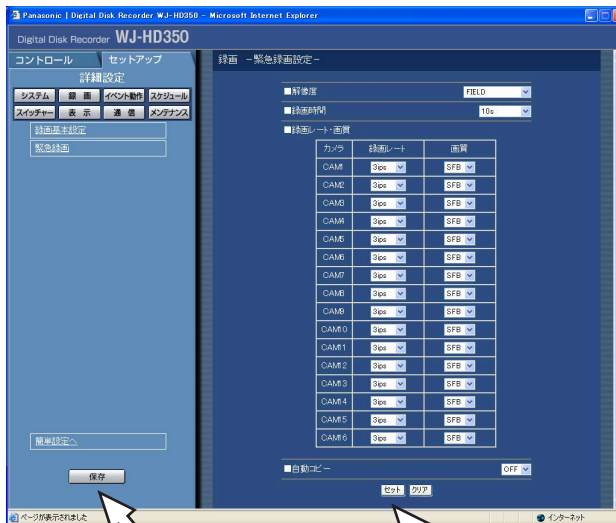 Panasonic | Digital Disk Recorder WJ-HD350 - Microsoft Internet Explorer
Digital Disk Recorder WJ-HD350
コントロール セットアップ
詳細設定
システム 録 画 イベント動作 スケジュール
スイッチャー 表 示 通 信 メンテナンス
録画基本設定
緊急録画
簡単設定へ
保存
録画 -緊急録画設定-
■解像度 FIELD
■録画時間 10s
■録画レート・画質
カメラ 録画レート 画質
CAM1 3ips SFB
CAM2 3ips SFB
CAM3 3ips SFB
CAM4 3ips SFB
CAM5 3ips SFB
CAM6 3ips SFB
CAM7 3ips SFB
CAM8 3ips SFB
CAM9 3ips SFB
CAM10 3ips SFB
CAM11 3ips SFB
CAM12 3ips SFB
CAM13 3ips SFB
CAM14 3ips SFB
CAM15 3ips SFB
CAM16 3ips SFB
■自動コピー OFF
セット クリア
ページが表示されました インターネット